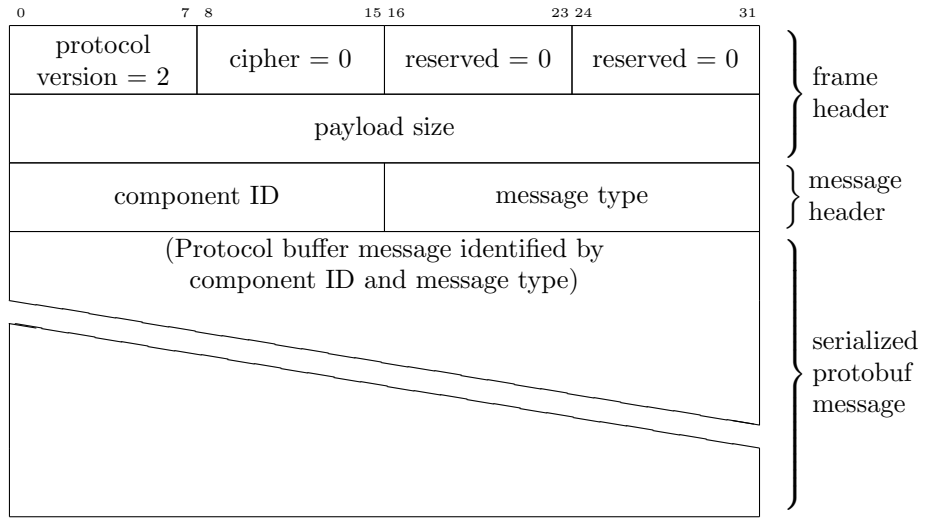 0 7 8 15 16 23 24 31
protocol
version = 2
cipher = 0
reserved = 0
reserved = 0
frame
header
payload size
component ID
message type
message
header
(Protocol buffer message identified by
component ID and message type)
serialized
protobuf
message